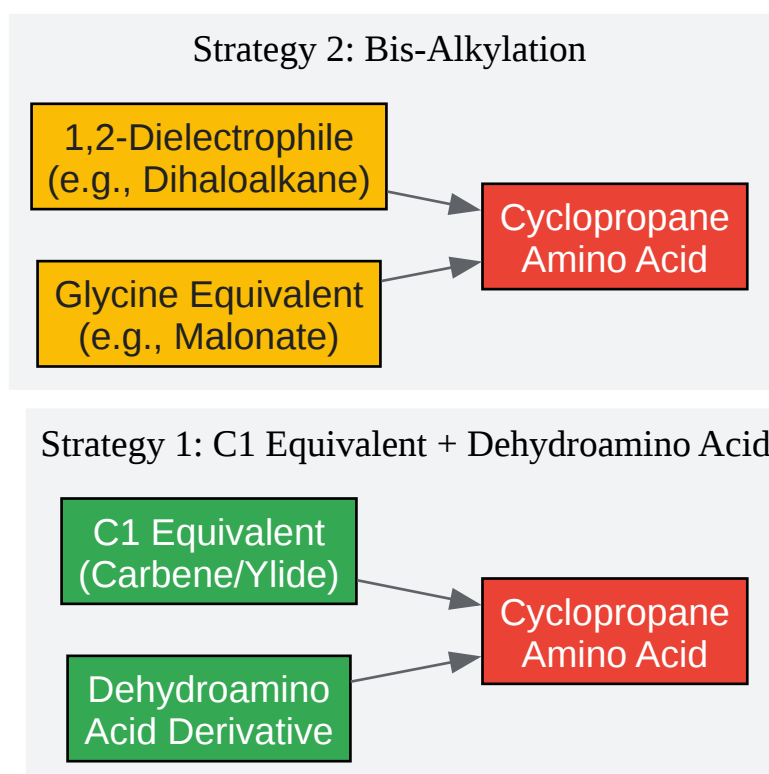 Strategy 2: Bis-Alkylation
1,2-Dielectrophile
(e.g., Dihaloalkane)
Glycine Equivalent
(e.g., Malonate)
Cyclopropane
Amino Acid
Strategy 1: C1 Equivalent + Dehydroamino Acid
C1 Equivalent
(Carbene/Ylide)
Dehydroamino
Acid Derivative
Cyclopropane
Amino Acid